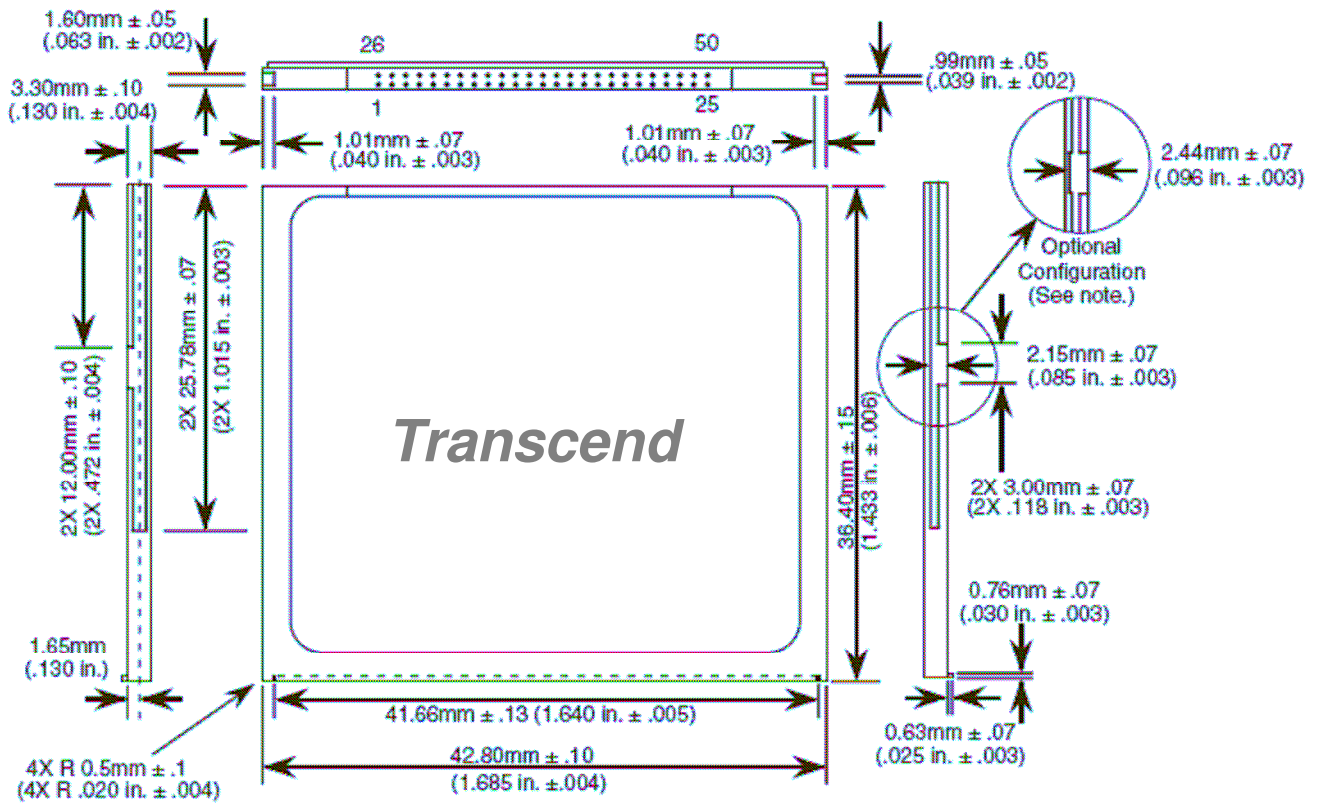 1.60mm ± .05
(.063 in. ± .002)
26
50
.99mm ± .05
(.039 in. ± .002)
3.30mm ± .10
(.130 in. ± .004)
1
25
1.01mm ± .07
(.040 in. ± .003)
1.01mm ± .07
(.040 in. ± .003)
2.44mm ± .07
(.096 in. ± .003)
Optional
Configuration
(See note.)
2X 12.00mm ± .10
(2X .472 in. ± .004)
2X 25.78mm ± .07
(2X 1.015 in. ± .003)
Transcend
36.40mm ± .15
(1.433 in. ± .006)
2.15mm ± .07
(.085 in. ± .003)
2X 3.00mm ± .07
(2X .118 in. ± .003)
0.76mm ± .07
(.030 in. ± .003)
1.65mm
(.130 in.)
41.66mm ± .13 (1.640 in. ± .005)
0.63mm ± .07
(.025 in. ± .003)
42.80mm ± .10
(1.685 in. ±.004)
4X R 0.5mm ± .1
(4X R .020 in. ± .004)